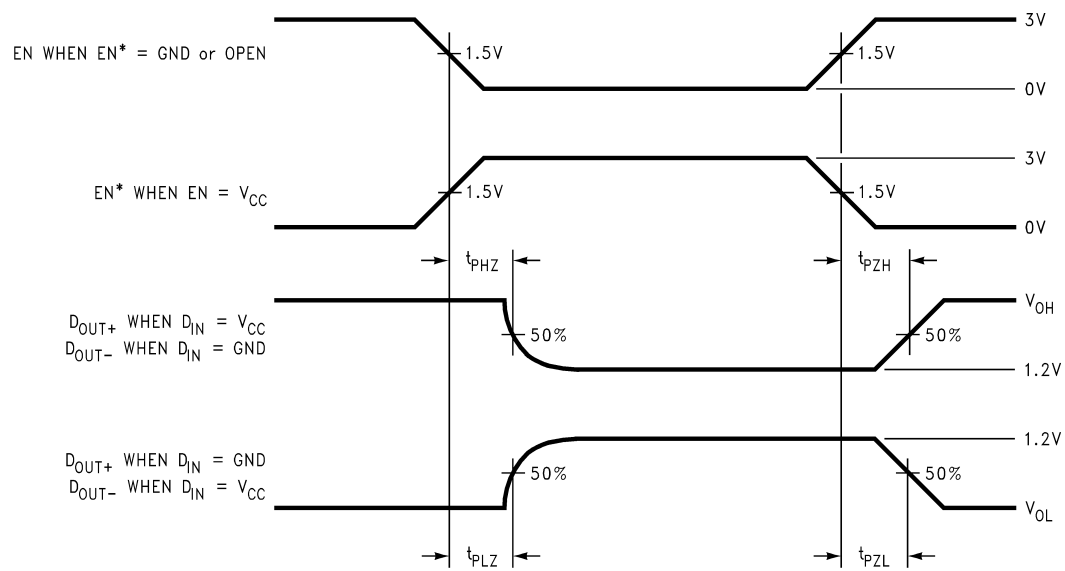 3V
EN WHEN EN* = GND or OPEN
1.5V
1.5V
0V
3V
EN* WHEN EN = VCC
1.5V
1.5V
0V
tPHZ
tPZH
VOH
DOUT+ WHEN DIN = VCC
DOUT− WHEN DIN = GND
50%
50%
1.2V
1.2V
DOUT+ WHEN DIN = GND
DOUT− WHEN DIN = VCC
50%
50%
VOL
tPLZ
tPZL